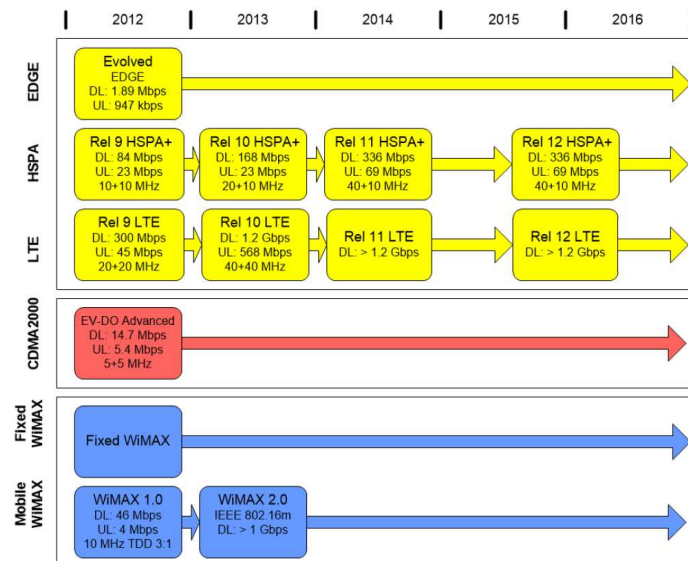 2012 2013 2014 2015 2016
EDGE
Evolved
EDGE
DL: 1.89 Mbps
UL: 947 kbps
HSPA
Rel 9 HSPA+
DL: 84 Mbps
UL: 23 Mbps
10+10 MHz
Rel 10 HSPA+
DL: 168 Mbps
UL: 23 Mbps
20+10 MHz
Rel 11 HSPA+
DL: 336 Mbps
UL: 69 Mbps
40+10 MHz
Rel 12 HSPA+
DL: 336 Mbps
UL: 69 Mbps
40+10 MHz
LTE
Rel 9 LTE
DL: 300 Mbps
UL: 45 Mbps
20+20 MHz
Rel 10 LTE
DL: 1.2 Gbps
UL: 568 Mbps
40+40 MHz
Rel 11 LTE
DL: > 1.2 Gbps
Rel 12 LTE
DL: > 1.2 Gbps
CDMA2000
EV-DO Advanced
DL: 14.7 Mbps
UL: 5.4 Mbps
5+5 MHz
Fixed
WiMAX
Fixed WiMAX
Mobile
WiMAX
WiMAX 1.0
DL: 46 Mbps
UL: 4 Mbps
10 MHz TDD 3:1
WiMAX 2.0
IEEE 802.16m
DL: > 1 Gbps